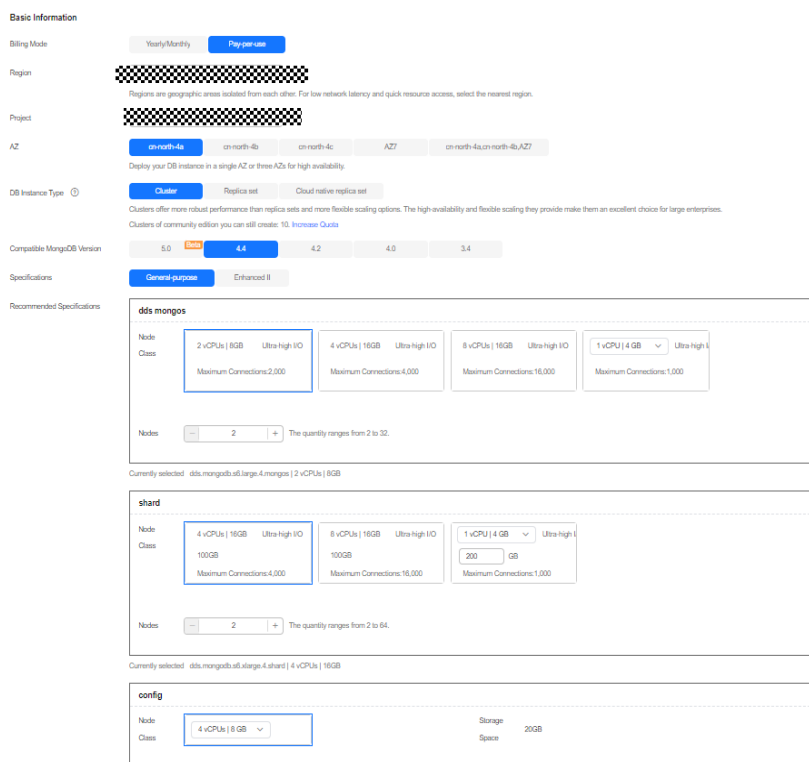 Basic Information
Billing Mode Yearly/Monthly Pay-per-use
Region
Regions are geographic areas isolated from each other. For low network latency and quick resource access, select the nearest region.
Project
AZ cn-north-4a cn-north-4b cn-north-4c AZ7 cn-north-4a,cn-north-4b,AZ7
Deploy your DB instance in a single AZ or three AZs for high availability.
DB Instance Type ? Cluster Replica set Cloud native replica set
Clusters offer more robust performance than replica sets and more flexible scaling options. The high-availability and flexible scaling they provide make them an excellent choice for large enterprises.
Clusters of community edition you can still create: 10. Increase Quota
Compatible MongoDB Version 5.0 Beta 4.4 4.2 4.0 3.4
Specifications General-purpose Enhanced II
Recommended Specifications
dds mongos
Node Class
2 vCPUs | 8GB Ultra-high I/O 4 vCPUs | 16GB Ultra-high I/O 8 vCPUs | 16GB Ultra-high I/O 1 vCPU | 4 GB Ultra-high I/
Maximum Connections:2,000 Maximum Connections:4,000 Maximum Connections:16,000 Maximum Connections:1,000
Nodes − 2 + The quantity ranges from 2 to 32.
Currently selected dds.mongodb.s6.large.4.mongos | 2 vCPUs | 8GB
shard
Node Class
4 vCPUs | 16GB Ultra-high I/O 8 vCPUs | 16GB Ultra-high I/O 1 vCPU | 4 GB Ultra-high I
100GB 100GB 200 GB
Maximum Connections:4,000 Maximum Connections:16,000 Maximum Connections:1,000
Nodes − 2 + The quantity ranges from 2 to 64.
Currently selected dds.mongodb.s6.xlarge.4.shard | 4 vCPUs | 16GB
config
Node Class 4 vCPUs | 8 GB Storage Space 20GB